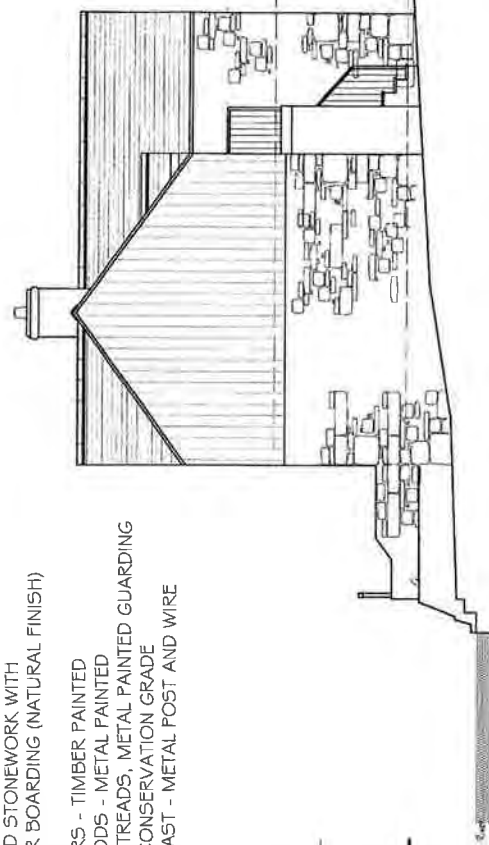 D STONEWORK WITH
R BOARDING (NATURAL FINISH)
RS - TIMBER PAINTED
ODS - METAL PAINTED
TREADS, METAL PAINTED GUARDING
CONSERVATION GRADE
AST - METAL POST AND WIRE